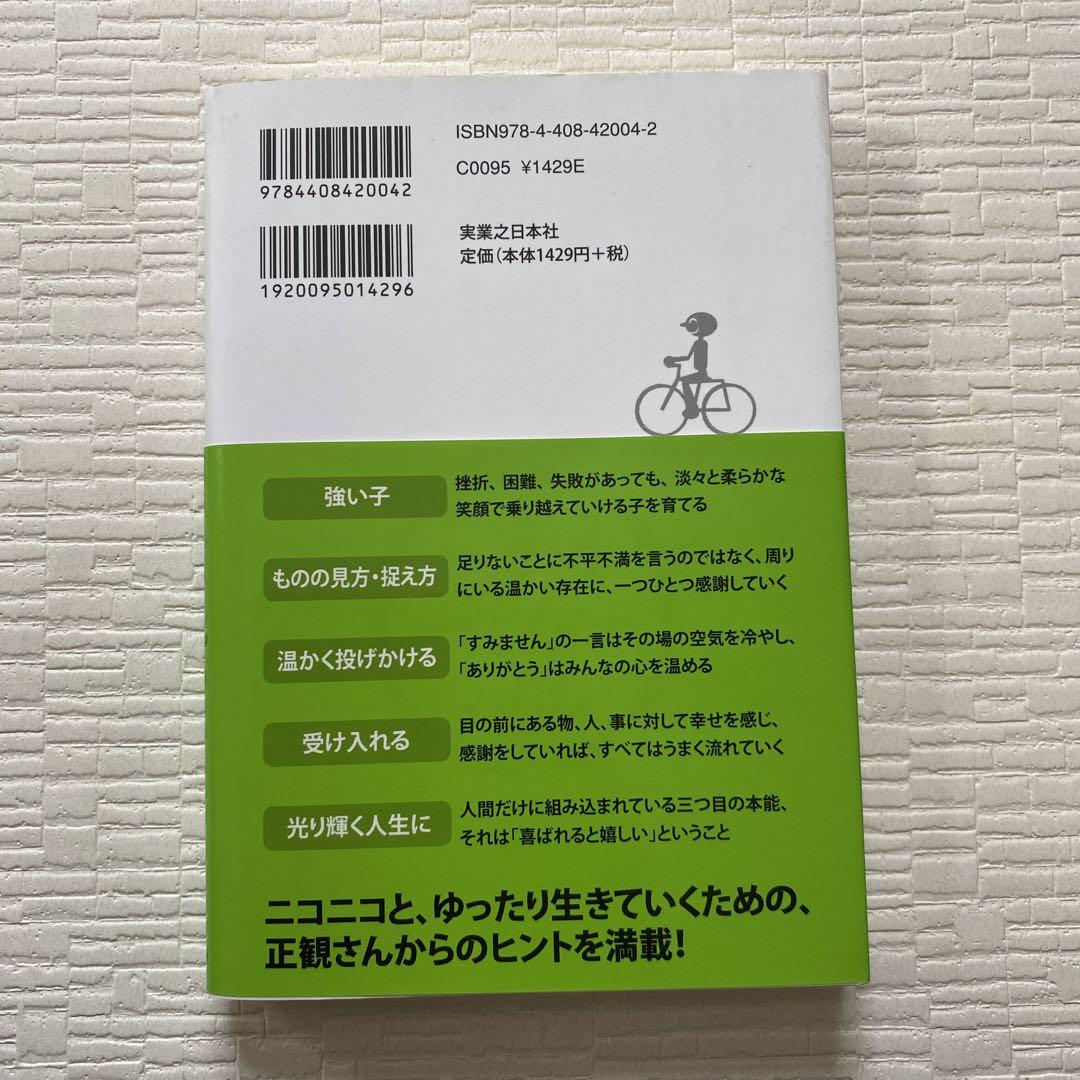 ISBN978-4-408-42004-2
C0095 ¥1429E
9784408420042
実業之日本社
定価(本体1429円+税)
1920095014296
強い子
挫折、困難、失敗があっても、淡々と柔らかな
笑顔で乗り越えていける子を育てる
ものの見方・捉え方
足りないことに不平不満を言うのではなく、周り
にいる温かい存在に、一つひとつ感謝していく
温かく投げかける
「すみません」の一言はその場の空気を冷やし、
「ありがとう」はみんなの心を温める
受け入れる
目の前にある物、人、事に対して幸せを感じ、
感謝をしていれば、すべてはうまく流れていく
光り輝く人生に
人間だけに組み込まれている三つ目の本能、
それは「喜ばれると嬉しい」ということ
ニコニコと、ゆったり生きていくための、
正観さんからのヒントを満載!